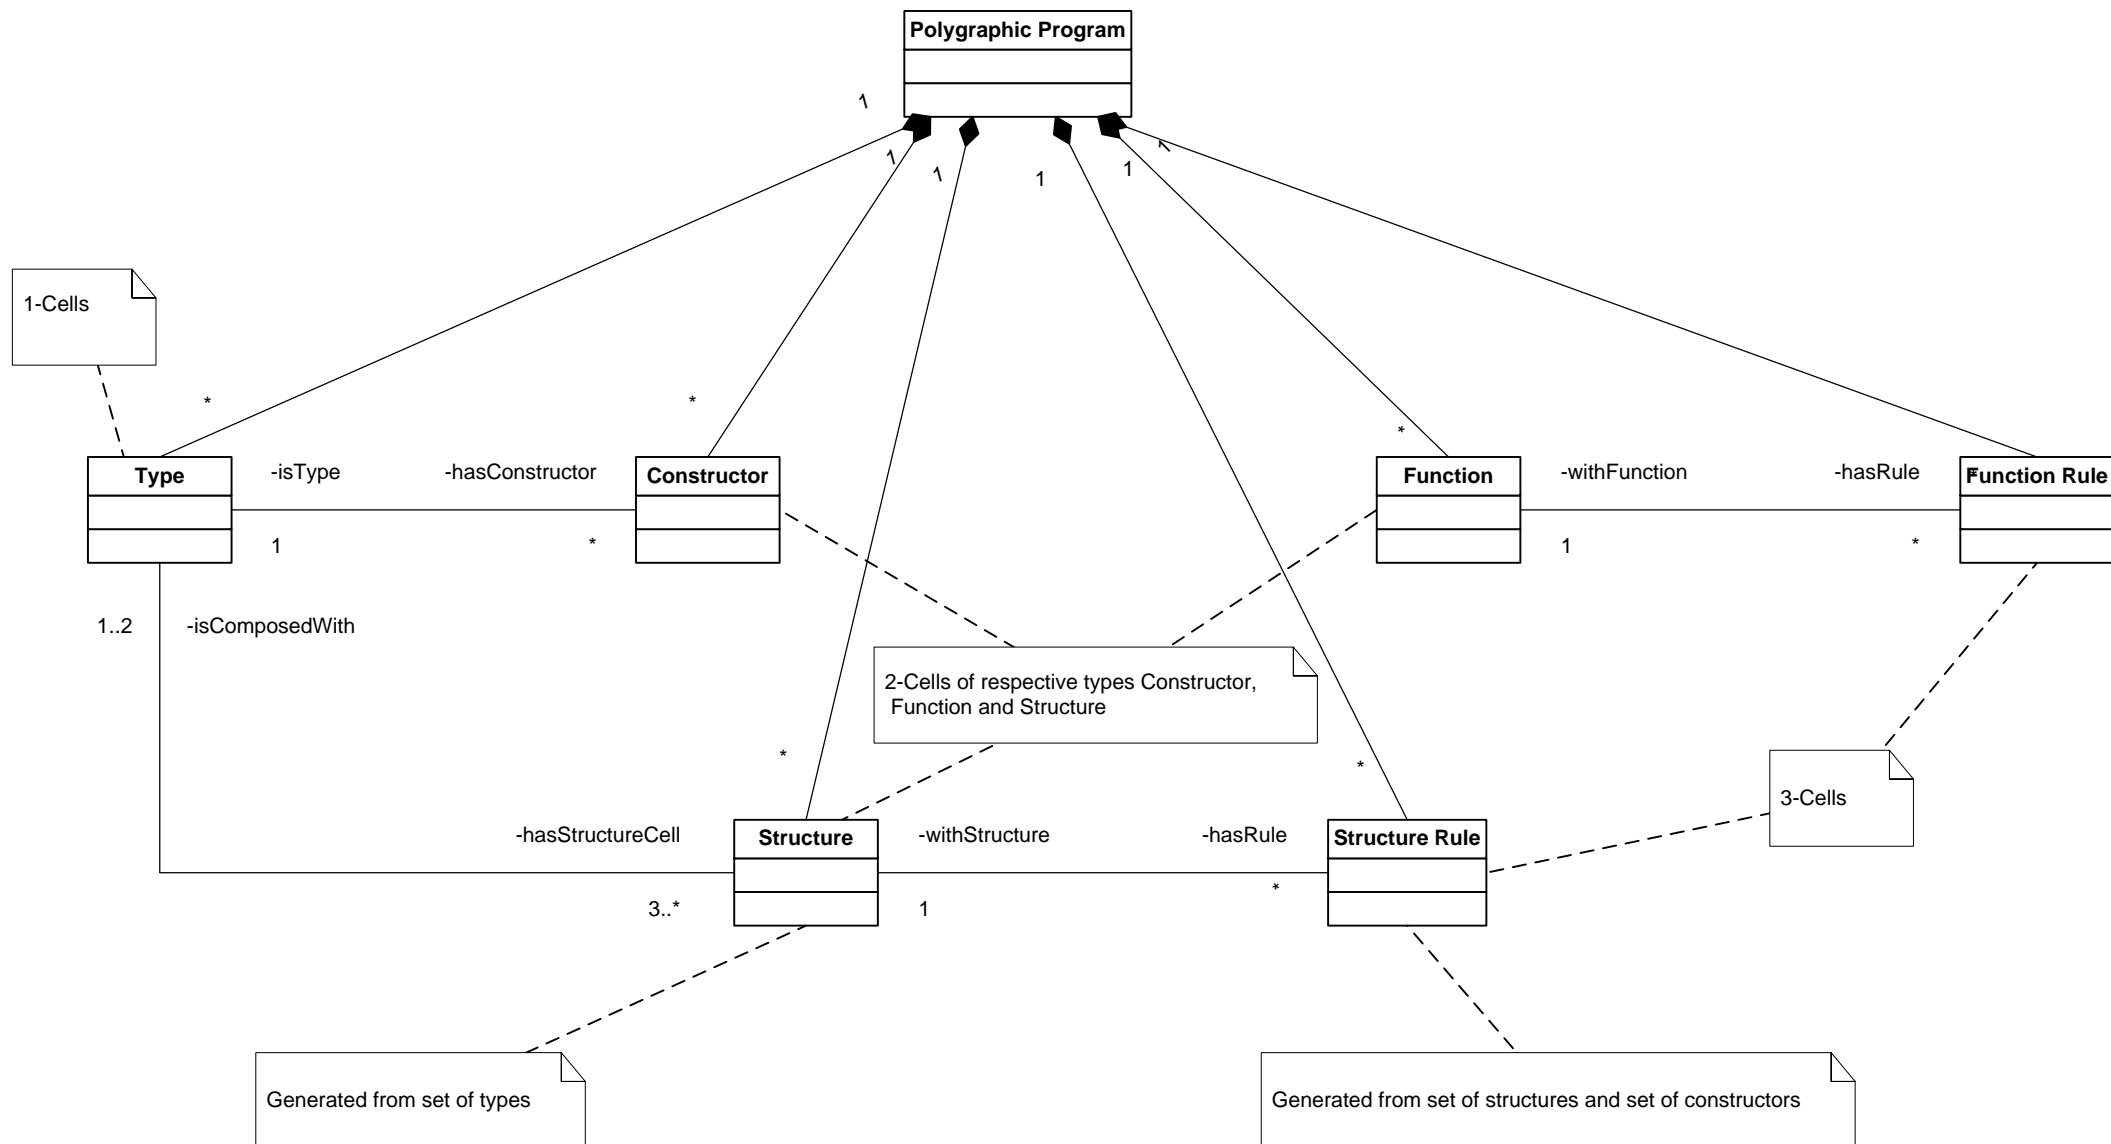 Polygraphic Program
1
1
1
1
1
1
1-Cells
*
*
*
Type
-isType
-hasConstructor
Constructor
Function
-withFunction
-hasRule
*
Function Rule
1
*
1
*
1..2
-isComposedWith
2-Cells of respective types Constructor,
Function and Structure
*
*
3-Cells
-hasStructureCell
Structure
-withStructure
-hasRule
Structure Rule
3..*
1
*
Generated from set of types
Generated from set of structures and set of constructors